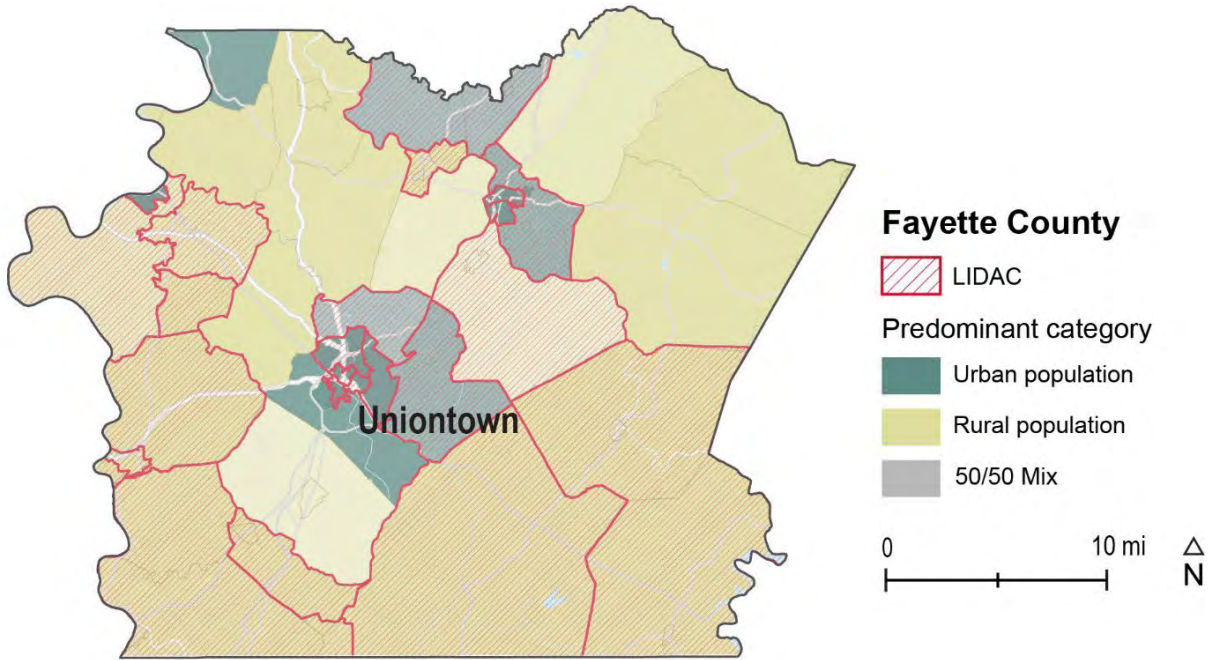 Uniontown
Fayette County
LIDAC
Predominant category
Urban population
Rural population
50/50 Mix
0 10 mi
N